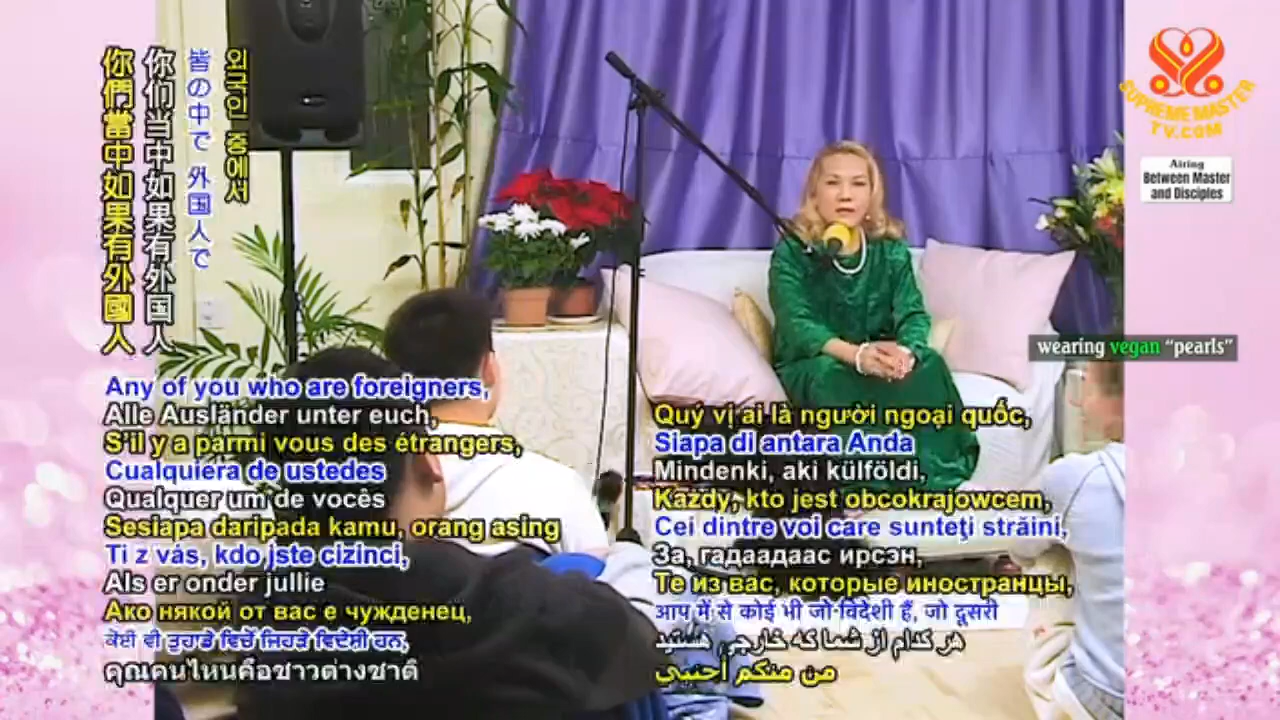 你們當中如果有外國人
你们当中如果有外国人
皆の中で 外国人で
외국인 중에서
SUPREME MASTER
TV.COM
Airing
Between Master
and Disciples
wearing vegan “pearls”
Any of you who are foreigners,
Alle Ausländer unter euch,
S'il y a parmi vous des étrangers,
Cualquiera de ustedes
Qualquer um de vocês
Sesiapa daripada kamu, orang asing
Ti z vás, kdo jste cizinci,
Als er onder jullie
Ако някой от вас е чужденец,
ਕੋਈ ਵੀ ਤੁਹਾਡੇ ਵਿਚੋਂ ਜਿਹੜੇ ਵਿਦੇਸ਼ੀ ਹਨ,
คุณคนไหนคือชาวต่างชาติ
Quý vị ai là người ngoại quốc,
Siapa di antara Anda
Mindenki, aki külföldi,
Każdy, kto jest obcokrajowcem,
Cei dintre voi care sunteţi străini,
За, гадаадаас ирсэн,
Те из вас, которые иностранцы,
आप में से कोई भी जो विदेशी हैं, जो दूसरी
هر کدام از شما که خارجی هستید
من منكم أجنبي